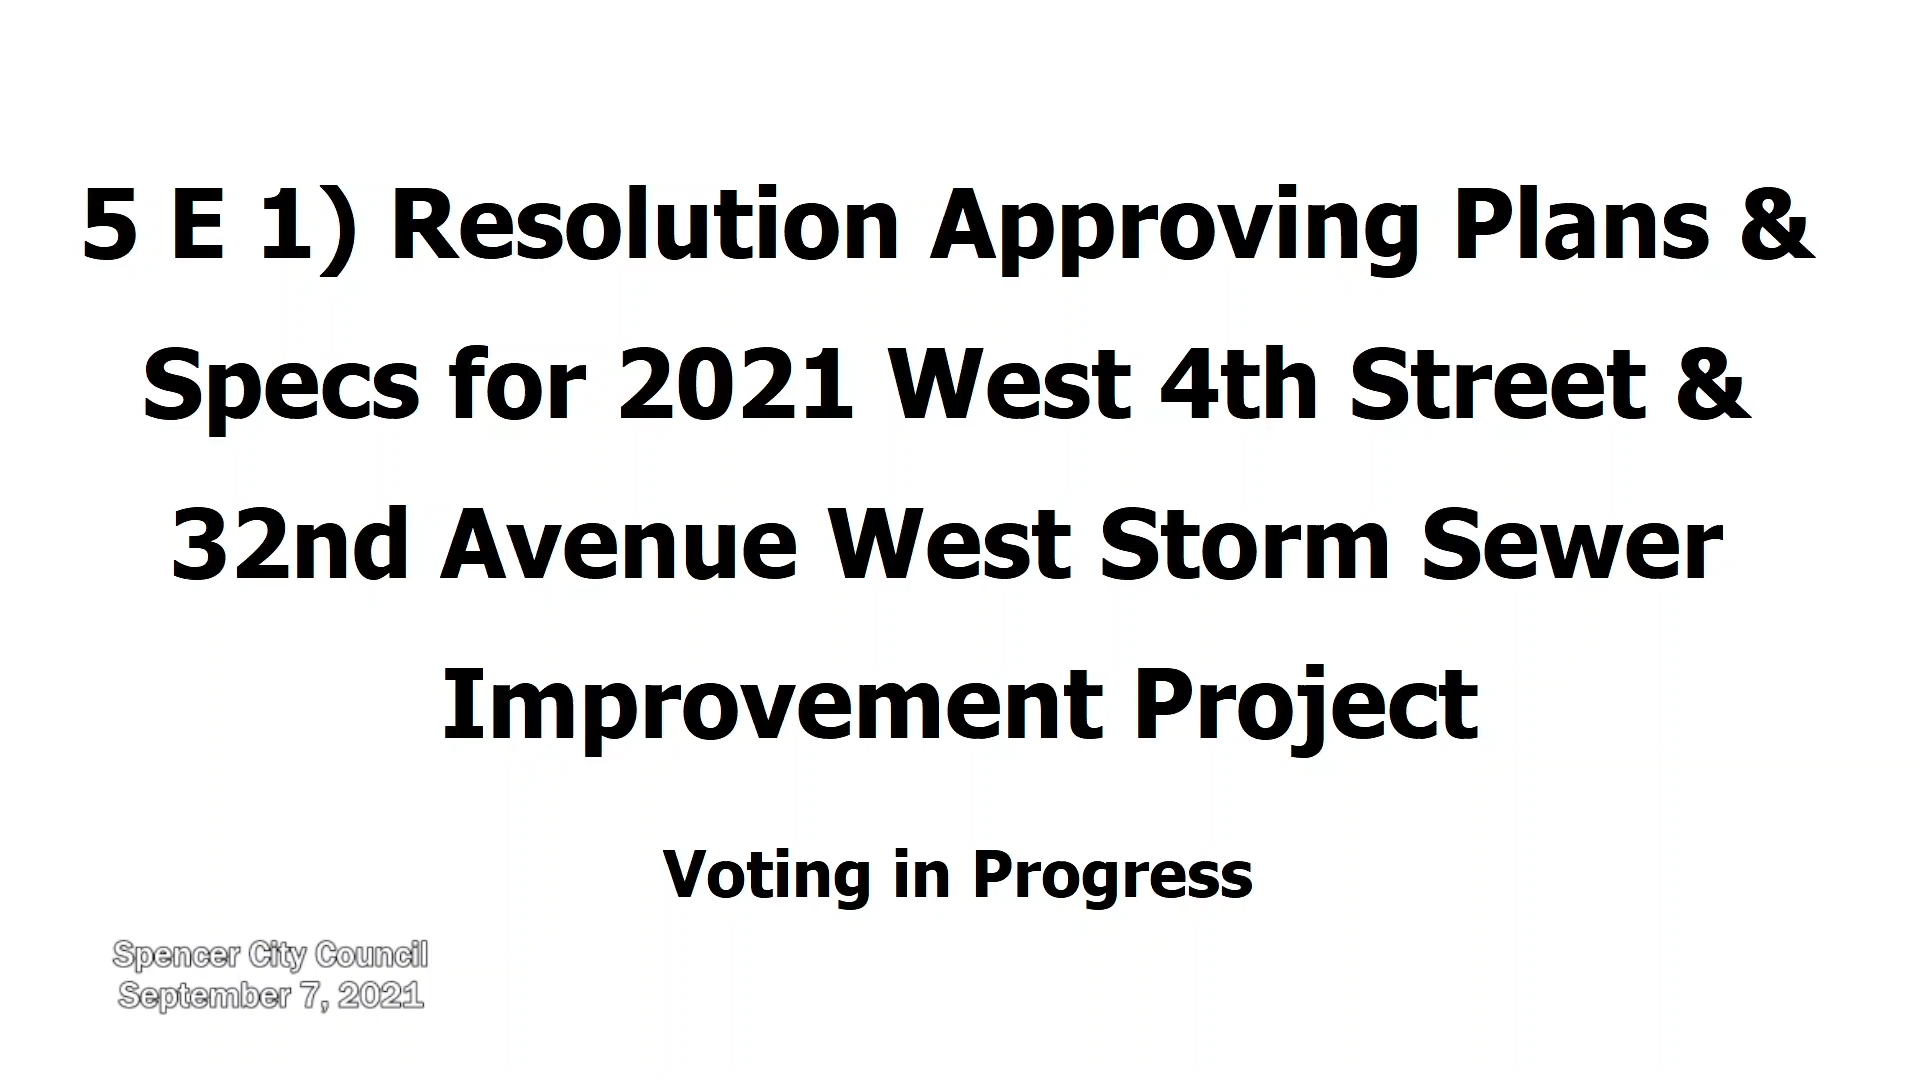 5 E 1) Resolution Approving Plans &
Specs for 2021 West 4th Street &
32nd Avenue West Storm Sewer
Improvement Project
Voting in Progress
Spencer City Council
September 7, 2021